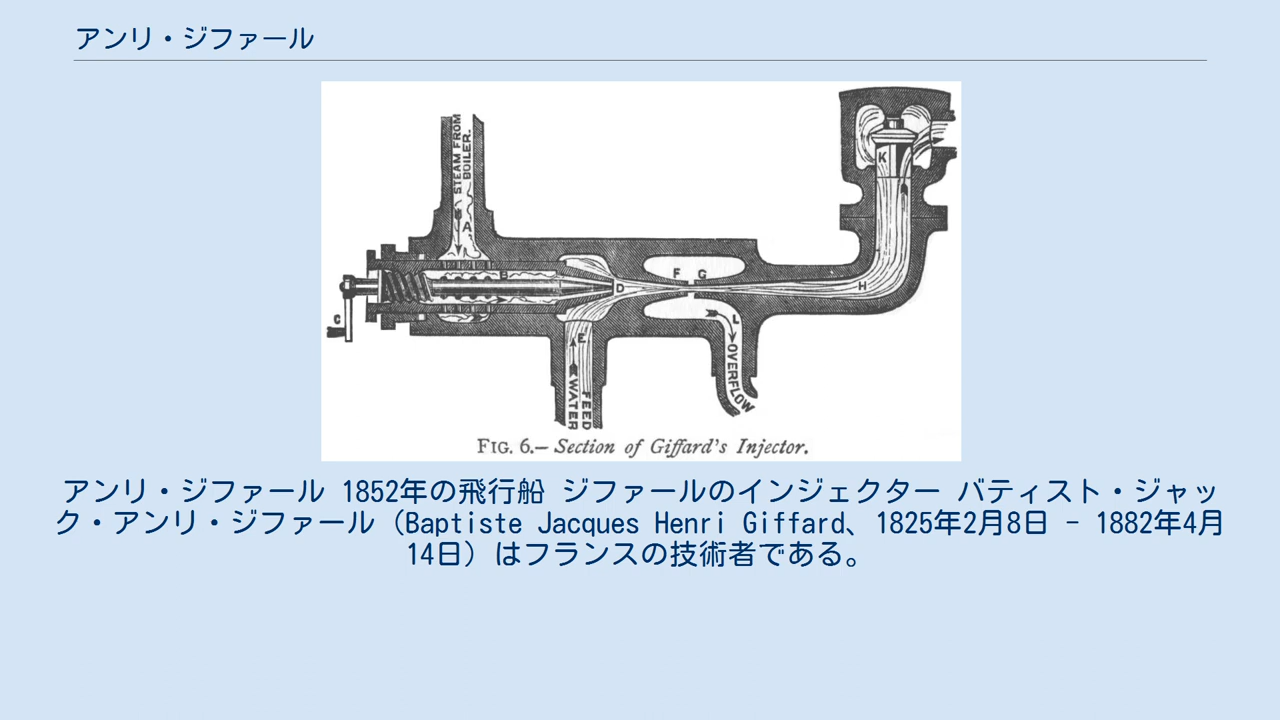 アンリ・ジファール
STEAM FROM
BOILER.
A
B
C
D
E
F
G
H
K
L
FEED
WATER
OVERFLOW
FIG. 6.— Section of Giffard's Injector.
アンリ・ジファール 1852年の飛行船 ジファールのインジェクター バティスト・ジャッ
ク・アンリ・ジファール（Baptiste Jacques Henri Giffard、1825年2月8日 - 1882年4月
14日）はフランスの技術者である。